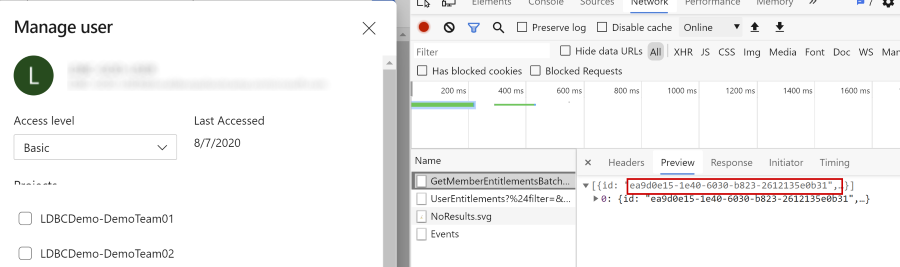 Manage user
L
Access level
Last Accessed
Basic
8/7/2020
LDBCDemo-DemoTeam01
LDBCDemo-DemoTeam02
Elements
Console
Sources
Network
Performance
Memory
7
Preserve log
Disable cache
Online
Filter
Hide data URLs
All
XHR
JS
CSS
Img
Media
Font
Doc
WS
Has blocked cookies
Blocked Requests
200 ms
400 ms
600 ms
800 ms
1000 ms
1200 ms
1400 ms
1600 ms
Name
GetMemberEntitlementsBatch...
UserEntitlements?%24filter=&...
NoResults.svg
Events
Headers
Preview
Response
Initiator
Timing
[{id: "ea9d0e15-1e40-6030-b823-2612135e0b31",…}]
0: {id: "ea9d0e15-1e40-6030-b823-2612135e0b31",…}